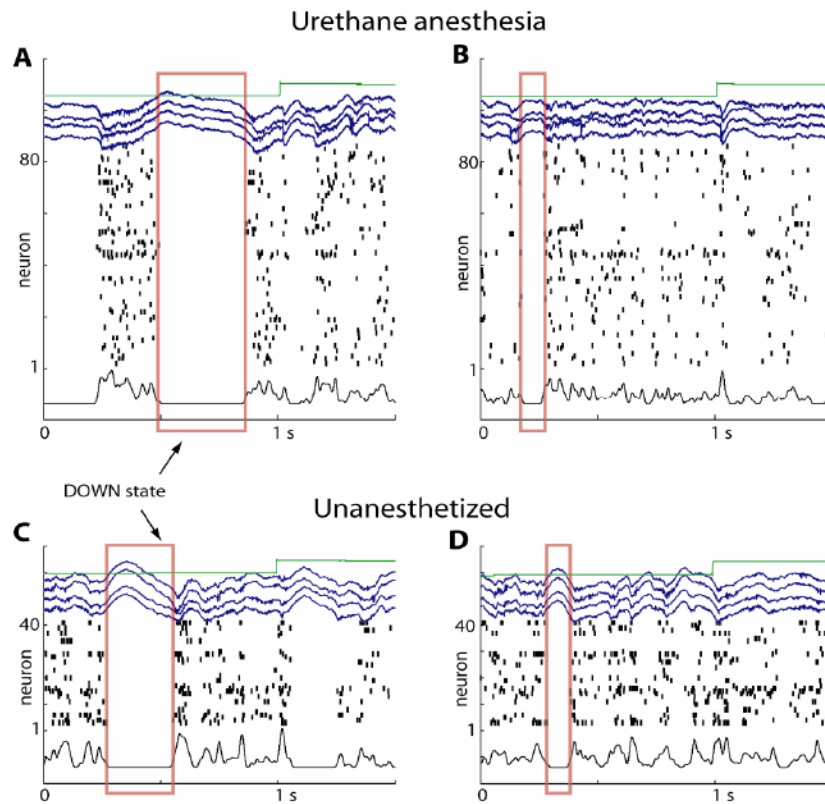 Urethane anesthesia
A
B
80
neuron
1
0
1 s
80
neuron
1
0
1 s
DOWN state
Unanesthetized
C
D
40
neuron
1
0
1 s
40
neuron
1
0
1 s